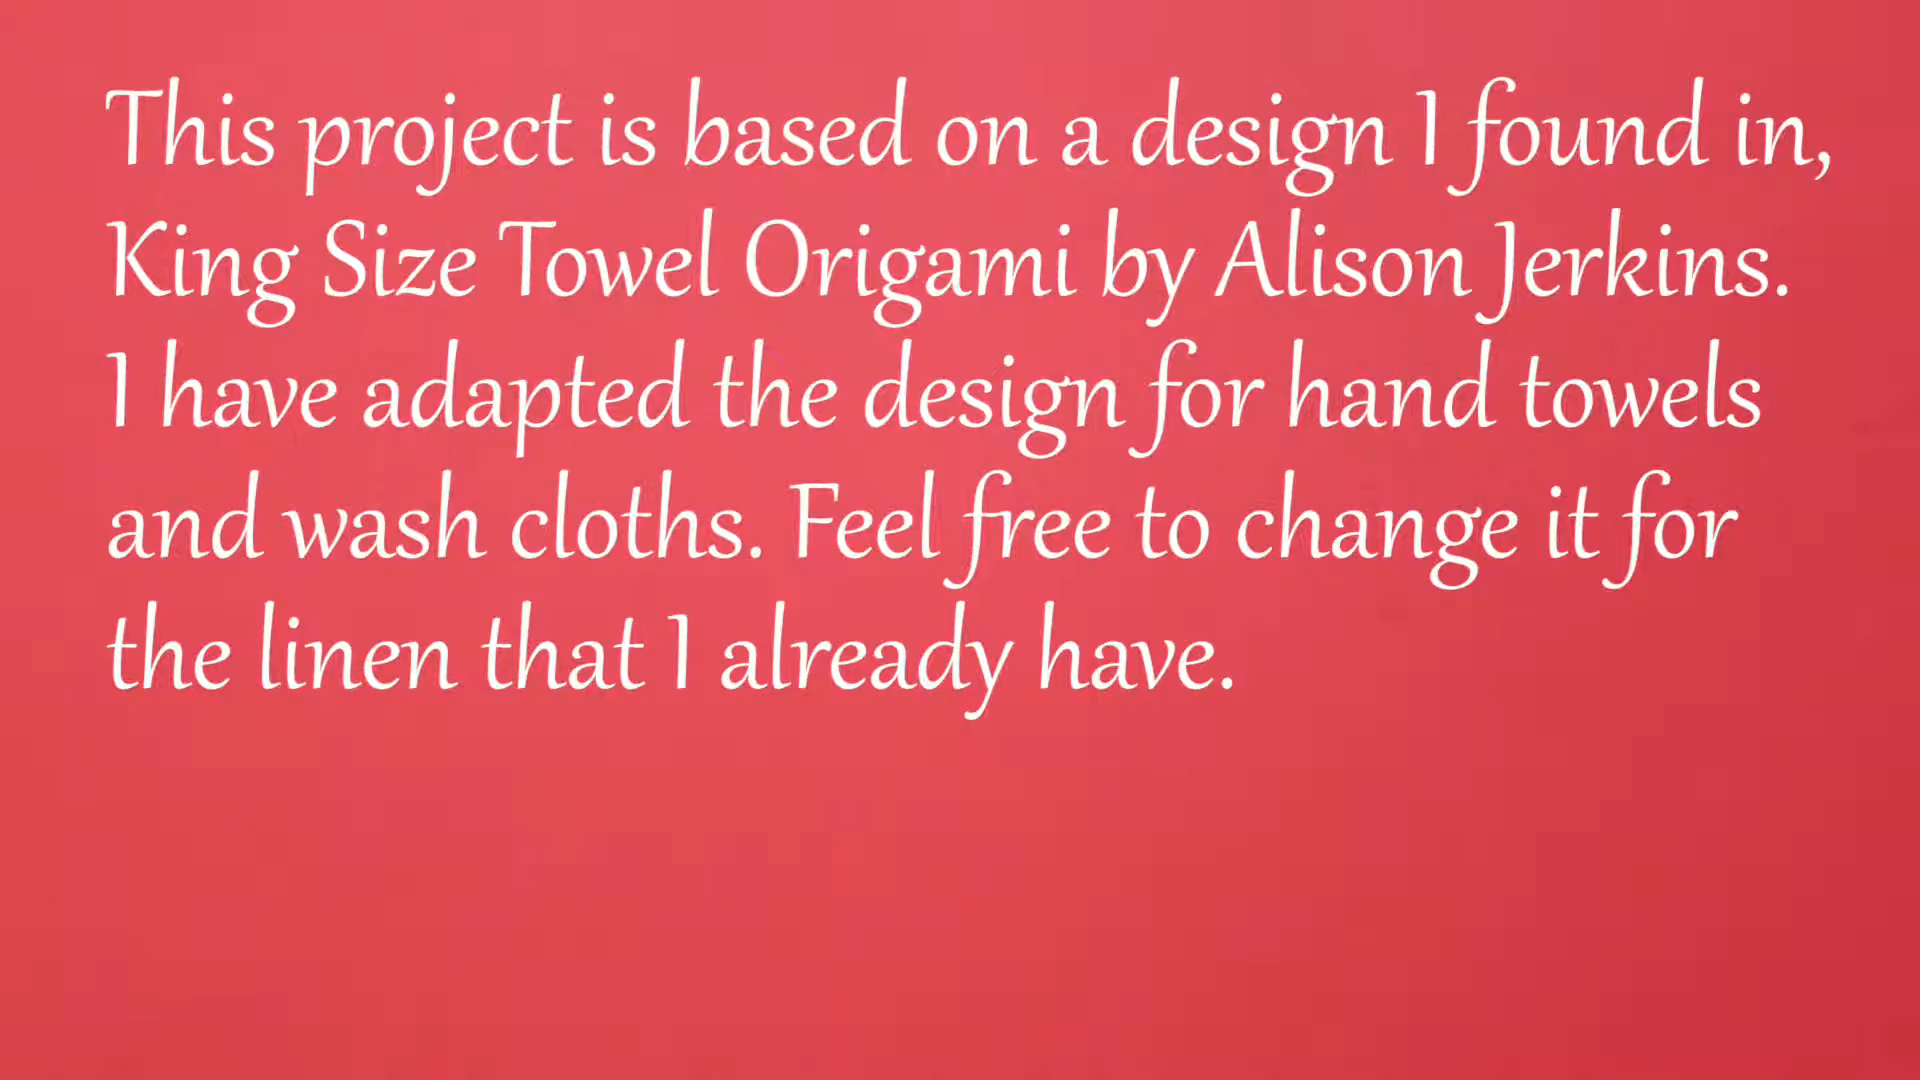 This project is based on a design I found in,
King Size Towel Origami by Alison Jerkins.
I have adapted the design for hand towels
and wash cloths. Feel free to change it for
the linen that I already have.